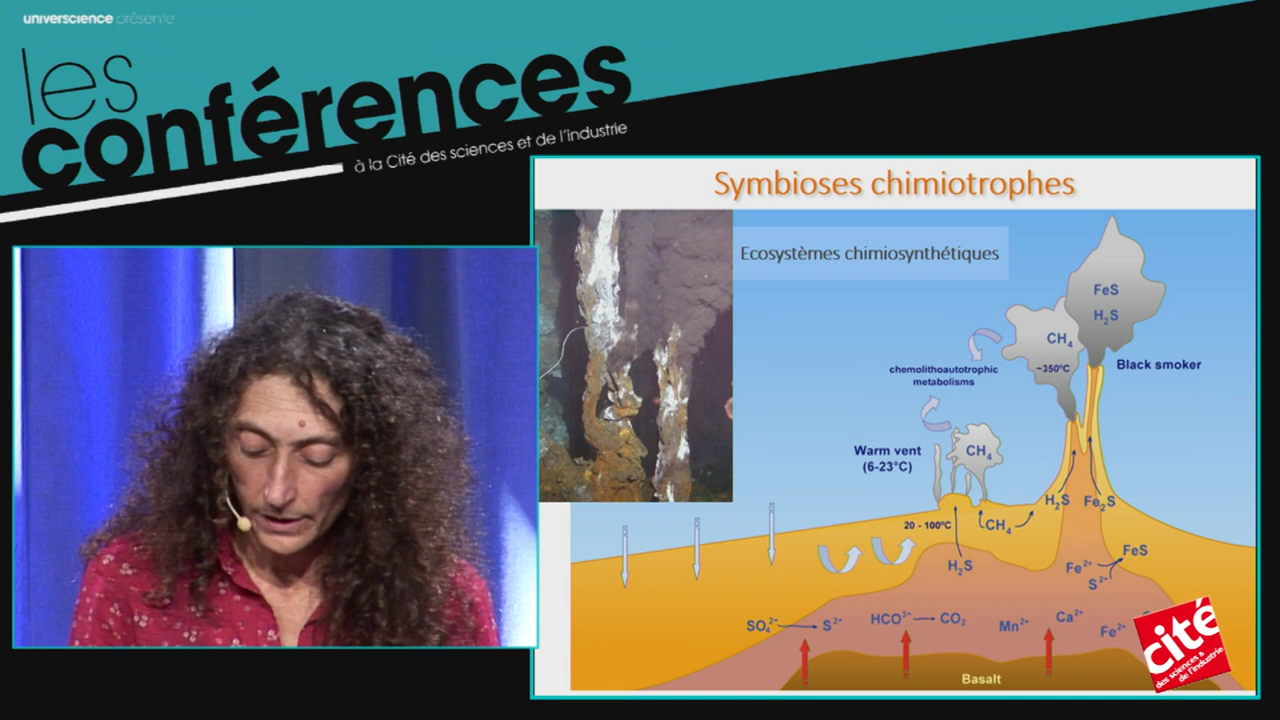 universcience présente
les
conférences
à la Cité des sciences et de l'industrie
Symbioses chimiotrophes
Ecosystèmes chimiosynthétiques
FeS
H₂S
CH₄
~350°C
Black smoker
chemolithoautotrophic
metabolisms
Warm vent
(6-23°C)
CH₄
H₂S
Fe₂S
20 - 100°C
CH₄
H₂S
FeS
Fe²⁺
S²⁻
SO₄²⁻
S²⁻
HCO³⁻
CO₂
Mn²⁺
Ca²⁺
Fe²⁺
Basalt
cité
des sciences &
de l'industrie